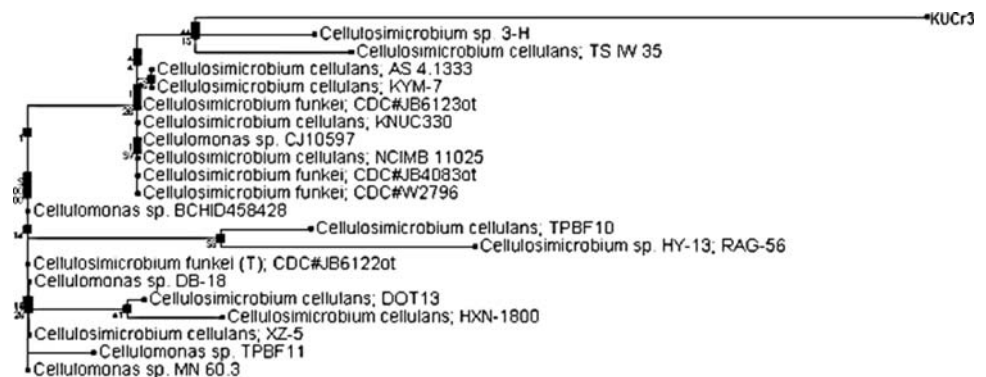 KUCr3
Cellulosimicrobium sp. 3-H
Cellulosimicrobium cellulans; TS IW 35
Cellulosimicrobium cellulans; AS 4.1333
Cellulosimicrobium cellulans; KYM-7
Cellulosimicrobium funkei; CDC#JB6123ot
Cellulosimicrobium cellulans; KNUC330
Cellulomonas sp. CJ10597
Cellulosimicrobium cellulans; NCIMB 11025
Cellulosimicrobium funkei; CDC#JB4083ot
Cellulosimicrobium funkei; CDC#W2796
Cellulomonas sp. BCHID458428
Cellulosimicrobium cellulans; TPBF10
Cellulosimicrobium sp. HY-13; RAG-56
Cellulosimicrobium funkei (T); CDC#JB6122ot
Cellulomonas sp. DB-18
Cellulosimicrobium cellulans; DOT13
Cellulosimicrobium cellulans; HXN-1800
Cellulosimicrobium cellulans; XZ-5
Cellulomonas sp. TPBF11
Cellulomonas sp. MN 60.3